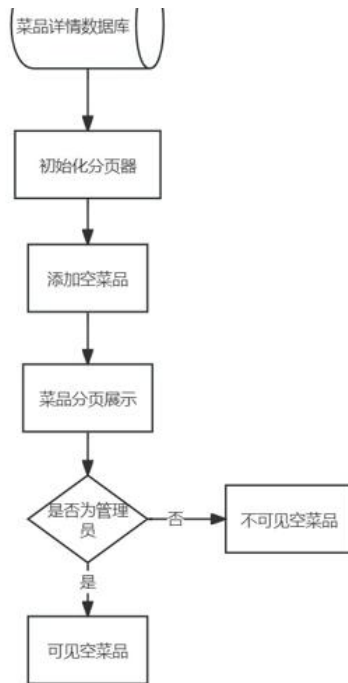 菜品详情数据库
初始化分页器
添加空菜品
菜品分页展示
是否为管理
员
否
不可见空菜品
是
可见空菜品